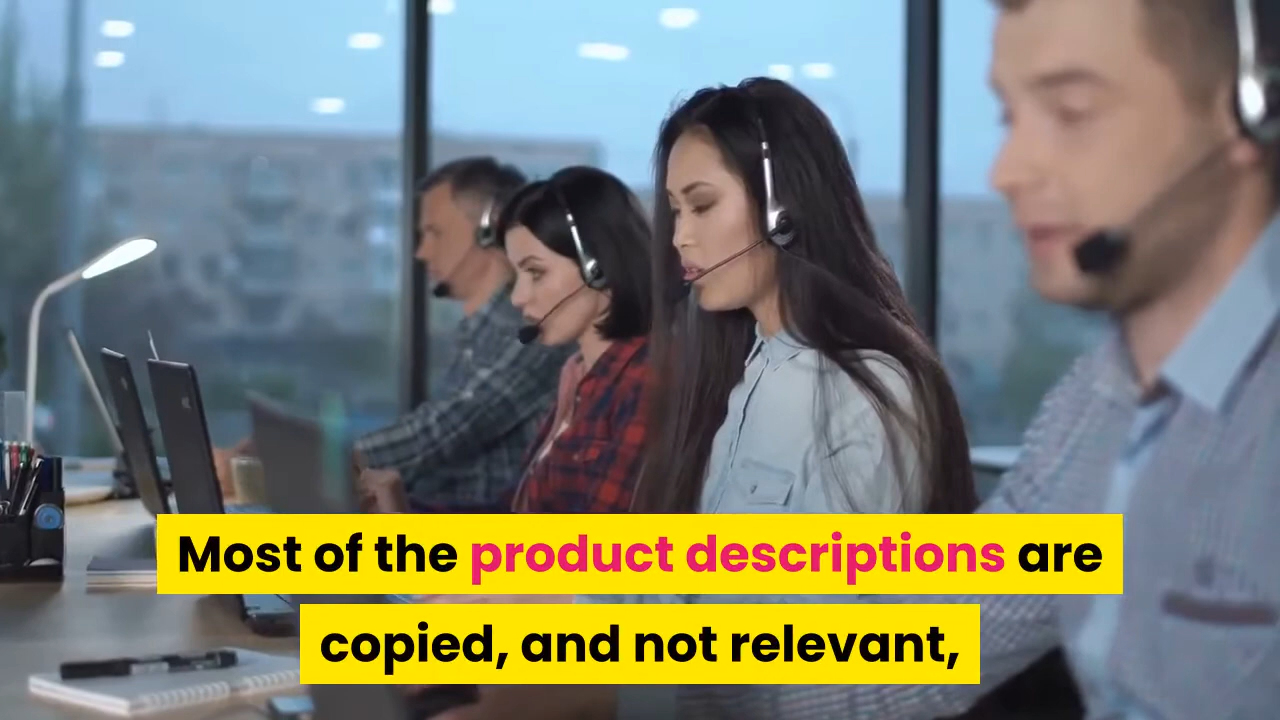 Most of the product descriptions are
copied, and not relevant,